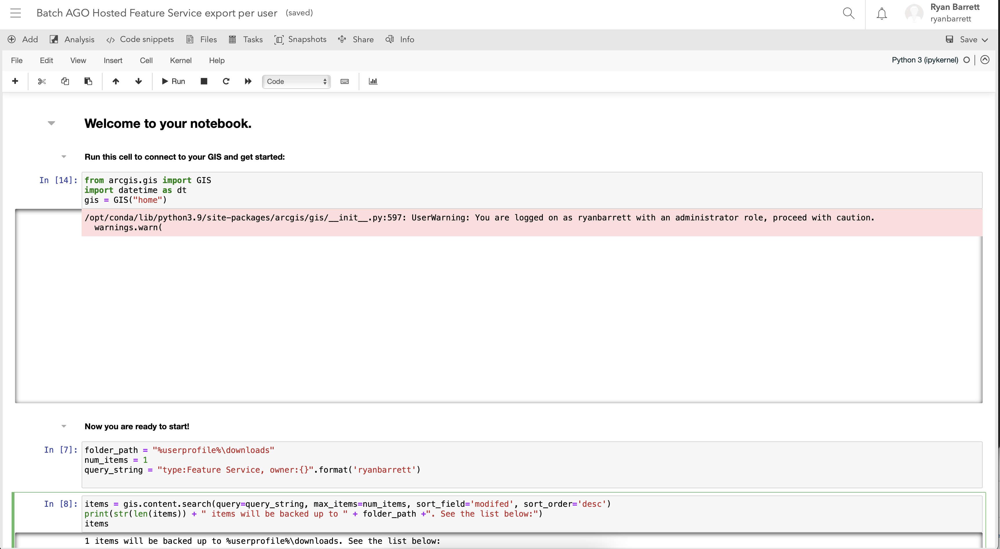 Batch AGO Hosted Feature Service export per user (saved)
Ryan Barrett
ryanbarrett
Add Analysis Code snippets Files Tasks Snapshots Share Info Save
File Edit View Insert Cell Kernel Help Python 3 (ipykernel)
Run Code
Welcome to your notebook.
Run this cell to connect to your GIS and get started:
In [14]: from arcgis.gis import GIS
import datetime as dt
gis = GIS("home")
/opt/conda/lib/python3.9/site-packages/arcgis/gis/__init__.py:597: UserWarning: You are logged on as ryanbarrett with an administrator role, proceed with caution.
warnings.warn(
Now you are ready to start!
In [7]: folder_path = "%userprofile%\downloads"
num_items = 1
query_string = "type:Feature Service, owner:{}".format('ryanbarrett')
In [8]: items = gis.content.search(query=query_string, max_items=num_items, sort_field='modifed', sort_order='desc')
print(str(len(items)) + " items will be backed up to " + folder_path +". See the list below:")
items
1 items will be backed up to %userprofile%\downloads. See the list below: